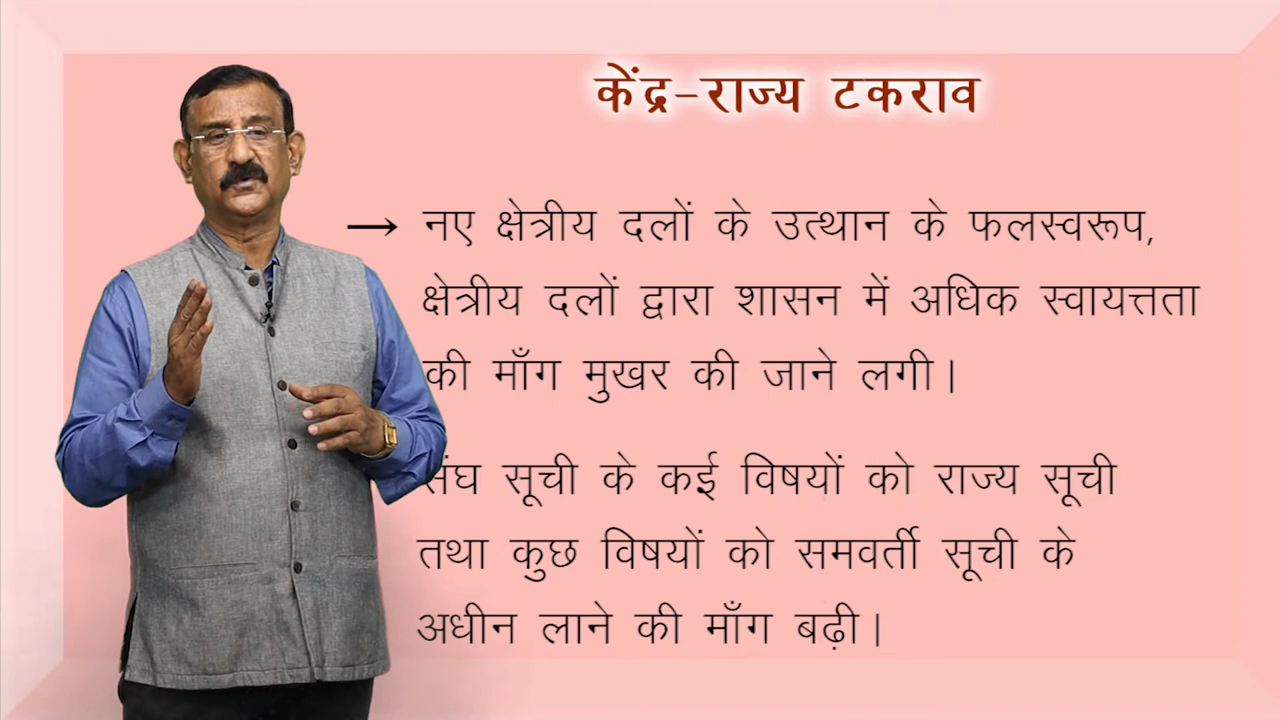 केंद्र-राज्य टकराव
→ नए क्षेत्रीय दलों के उत्थान के फलस्वरूप,
क्षेत्रीय दलों द्वारा शासन में अधिक स्वायत्तता
की माँग मुखर की जाने लगी।
संघ सूची के कई विषयों को राज्य सूची
तथा कुछ विषयों को समवर्ती सूची के
अधीन लाने की माँग बढ़ी।